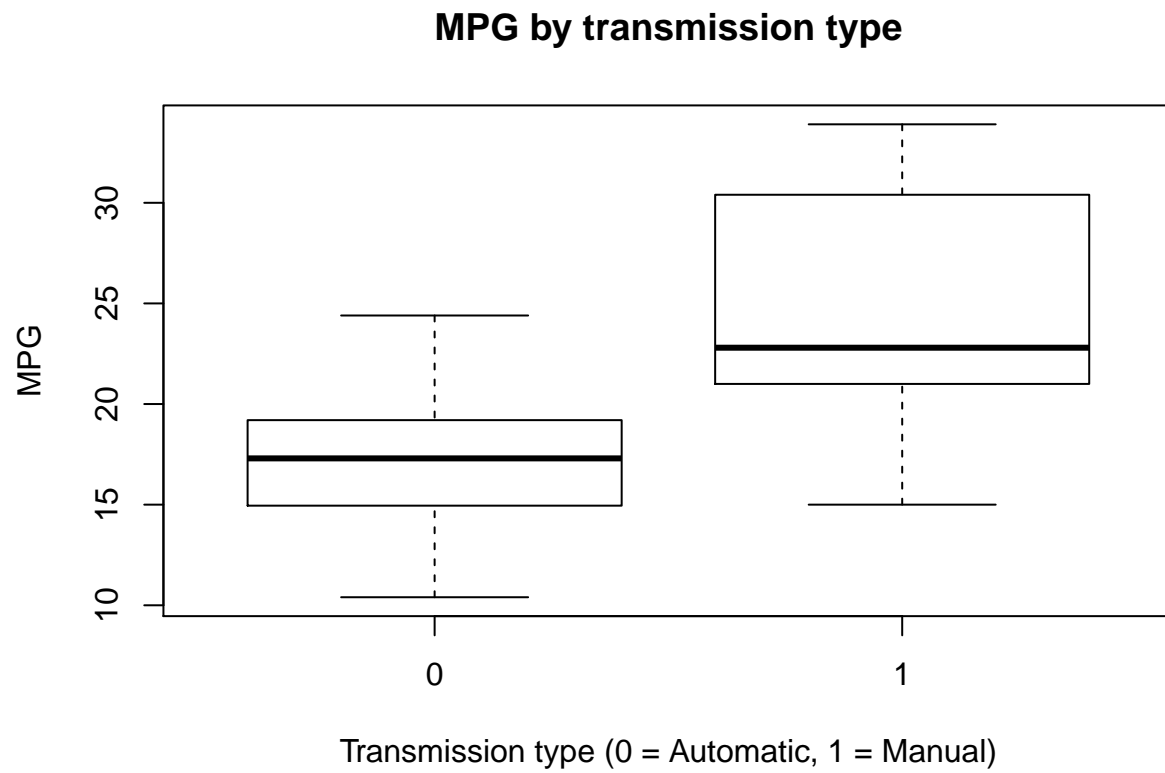 MPG by transmission type
MPG
30
25
20
15
10
0 1
Transmission type (0 = Automatic, 1 = Manual)